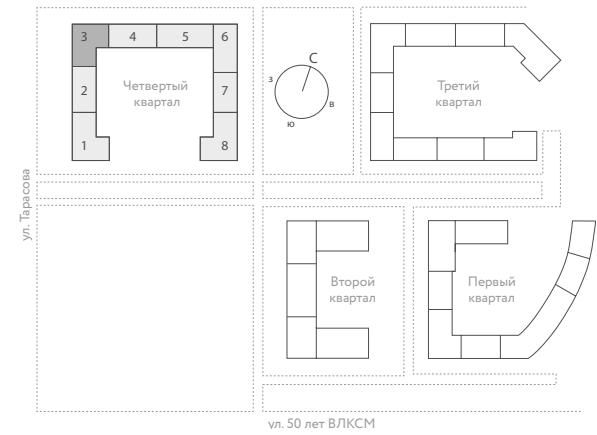 3 4 5 6
2
Четвертый
квартал
7
1
8
С
з
в
ю
Третий
квартал
ул. Тарасова
Второй
квартал
Первый
квартал
ул. 50 лет ВЛКСМ